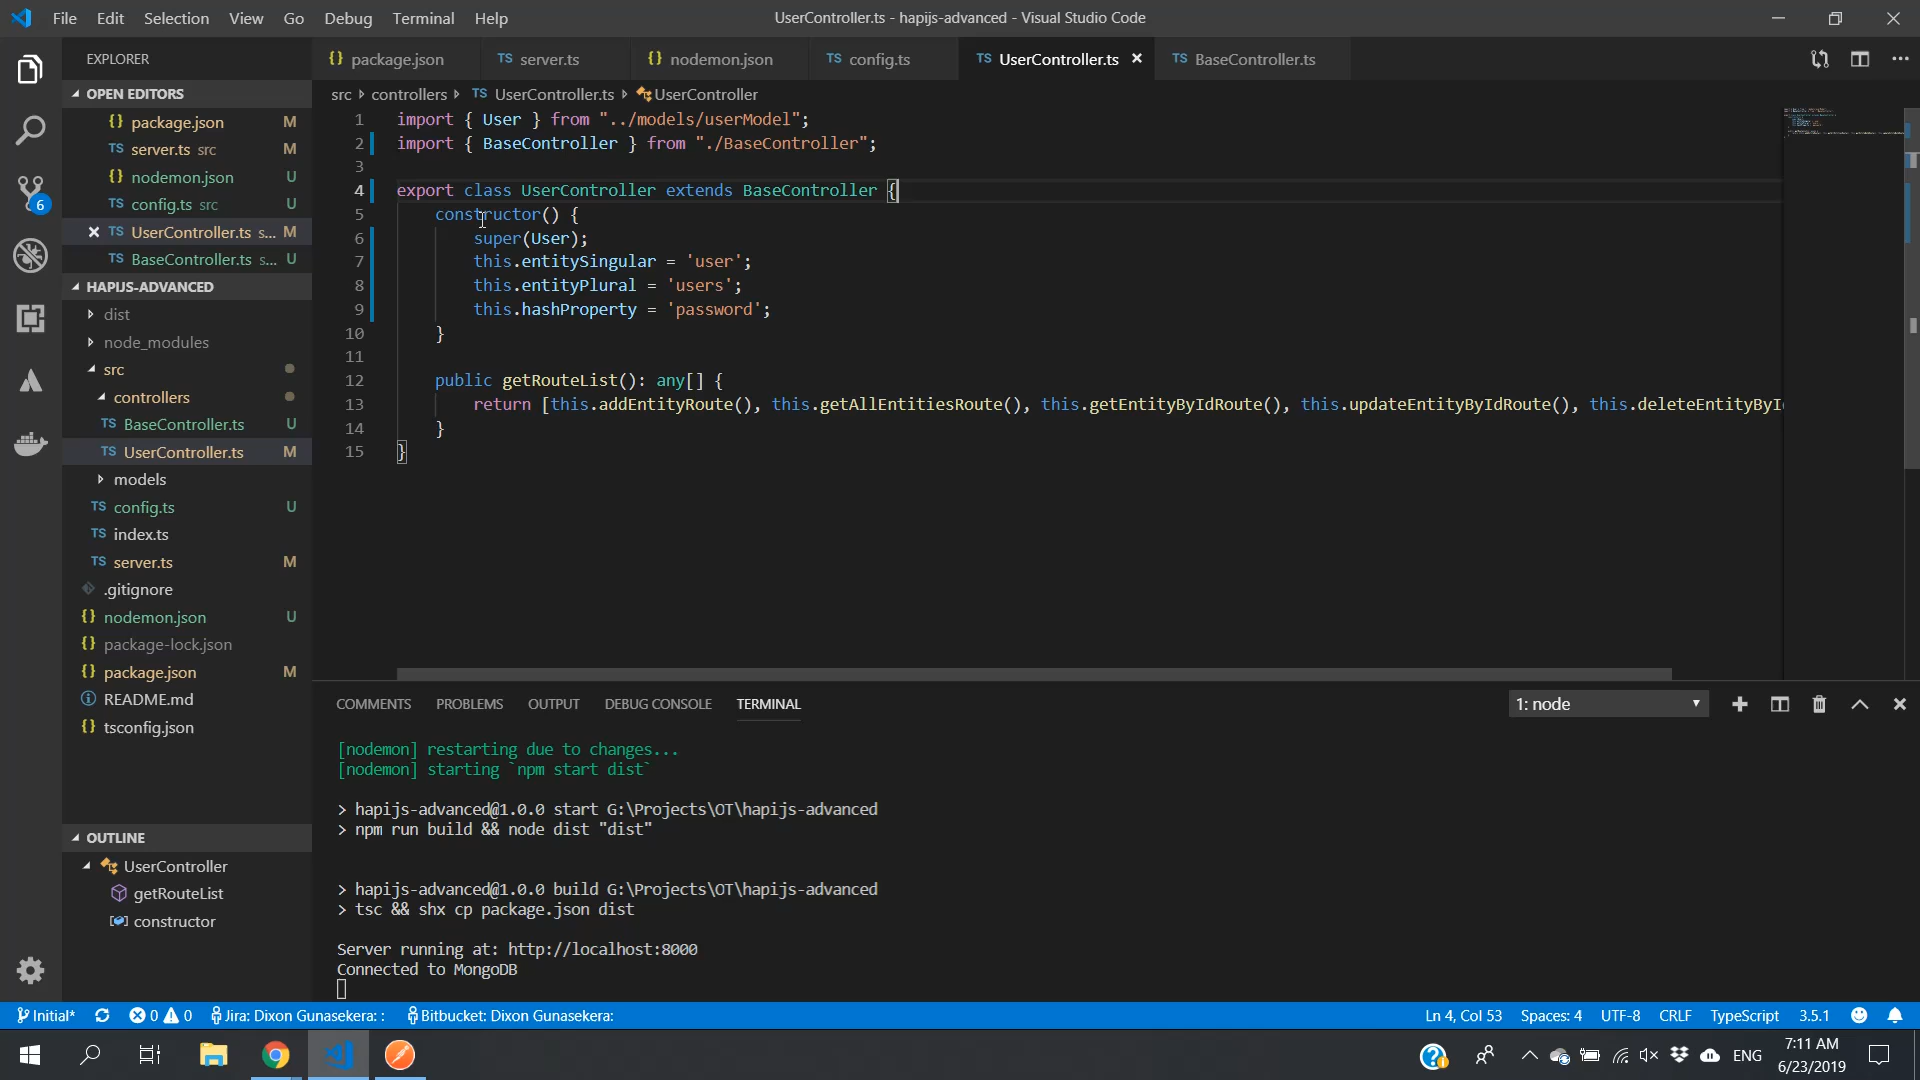 File Edit Selection View Go Debug Terminal Help
UserController.ts - hapijs-advanced - Visual Studio Code
EXPLORER
OPEN EDITORS
package.json M
server.ts src M
nodemon.json U
config.ts src U
UserController.ts s... M
BaseController.ts s... U
HAPIJS-ADVANCED
dist
node_modules
src
controllers
BaseController.ts U
UserController.ts M
models
config.ts U
index.ts
server.ts M
.gitignore
nodemon.json U
package-lock.json
package.json M
README.md
tsconfig.json
OUTLINE
UserController
getRouteList
constructor
6
package.json server.ts nodemon.json config.ts UserController.ts BaseController.ts
src controllers TS UserController.ts UserController
1 import { User } from "../models/userModel";
2 import { BaseController } from "./BaseController";
3
4 export class UserController extends BaseController {
5 constructor() {
6 super(User);
7 this.entitySingular = 'user';
8 this.entityPlural = 'users';
9 this.hashProperty = 'password';
10 }
11
12 public getRouteList(): any[] {
13 return [this.addEntityRoute(), this.getAllEntitiesRoute(), this.getEntityByIdRoute(), this.updateEntityByIdRoute(), this.deleteEntityById
14 }
15 }
COMMENTS PROBLEMS OUTPUT DEBUG CONSOLE TERMINAL
1: node
[nodemon] restarting due to changes...
[nodemon] starting `npm start dist`
> hapijs-advanced@1.0.0 start G:\Projects\OT\hapijs-advanced
> npm run build && node dist "dist"
> hapijs-advanced@1.0.0 build G:\Projects\OT\hapijs-advanced
> tsc && shx cp package.json dist
Server running at: http://localhost:8000
Connected to MongoDB
Initial* 0 0 Jira: Dixon Gunasekera: : Bitbucket: Dixon Gunasekera:
Ln 4, Col 53 Spaces: 4 UTF-8 CRLF TypeScript 3.5.1
ENG
7:11 AM
6/23/2019